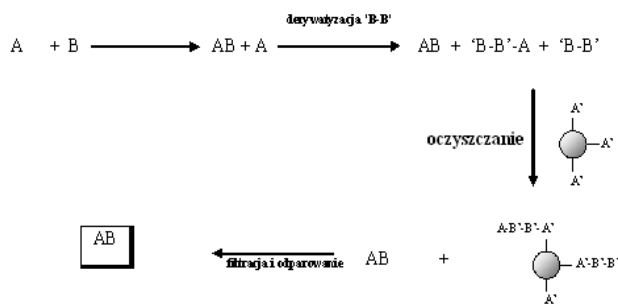 derywatyzacja 'B-B'
A + B AB + A AB + 'B-B'-A + 'B-B'
A'
oczyszczanie
A'
A'
A-B'-B'-A'
AB
filtracja i odparowanie
AB +
A'-B'-B'
A'